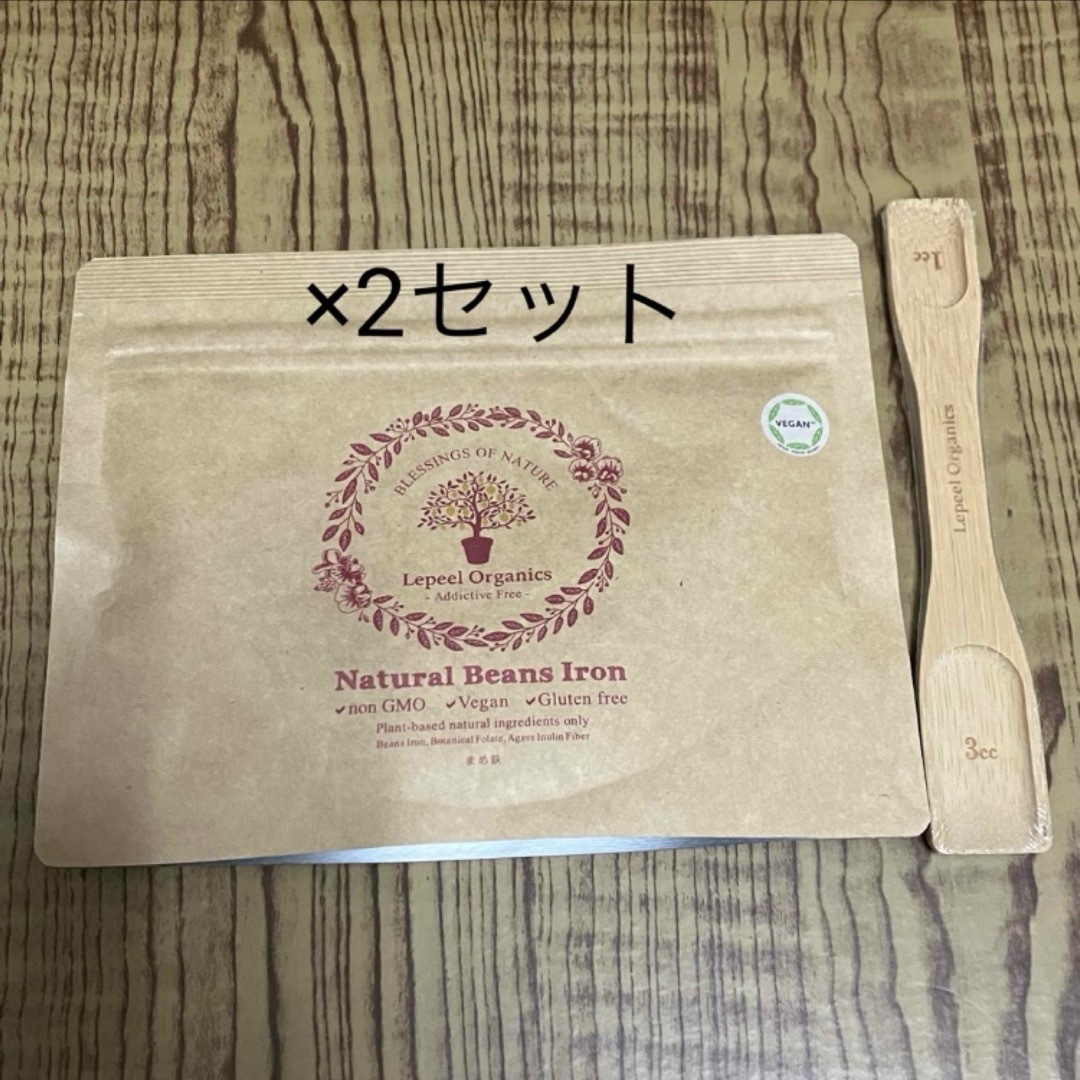 ×2セット
BLESSINGS OF NATURE
Lepeel Organics
- Addictive Free -
Natural Beans Iron
✓non GMO ✓Vegan ✓Gluten free
Plant-based natural ingredients only
Beans Iron, Botanical Folate, Agave Inulin Fiber
まめ鉄
VEGAN
1cc
Lepeel Organics
3cc